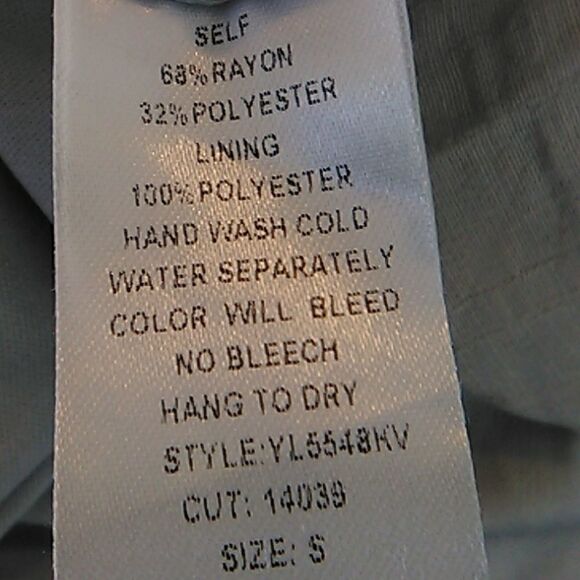 SELF
68% RAYON
32% POLYESTER
LINING
100% POLYESTER
HAND WASH COLD
WATER SEPARATELY
COLOR WILL BLEED
NO BLEECH
HANG TO DRY
STYLE:YL5548HV
CUT: 14039
SIZE: S